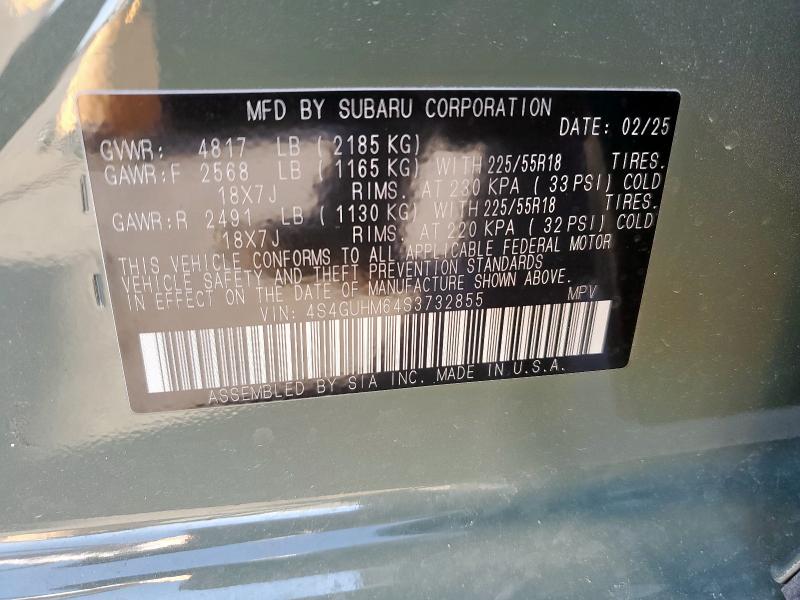 MFD BY SUBARU CORPORATION
DATE: 02/25
GVWR: 4817 LB ( 2185 KG)
GAWR:F 2568 LB ( 1165 KG) WITH 225/55R18 TIRES.
18X7J RIMS. AT 230 KPA ( 33 PSI) COLD
GAWR:R 2491 LB ( 1130 KG) WITH 225/55R18 TIRES.
18X7J RIMS. AT 220 KPA ( 32 PSI) COLD
THIS VEHICLE CONFORMS TO ALL APPLICABLE FEDERAL MOTOR
VEHICLE SAFETY AND THEFT PREVENTION STANDARDS
IN EFFECT ON THE DATE OF MANUFACTURE SHOWN ABOVE.
VIN: 4S4GUHM64S3732855 MPV
ASSEMBLED BY SIA INC. MADE IN U.S.A.